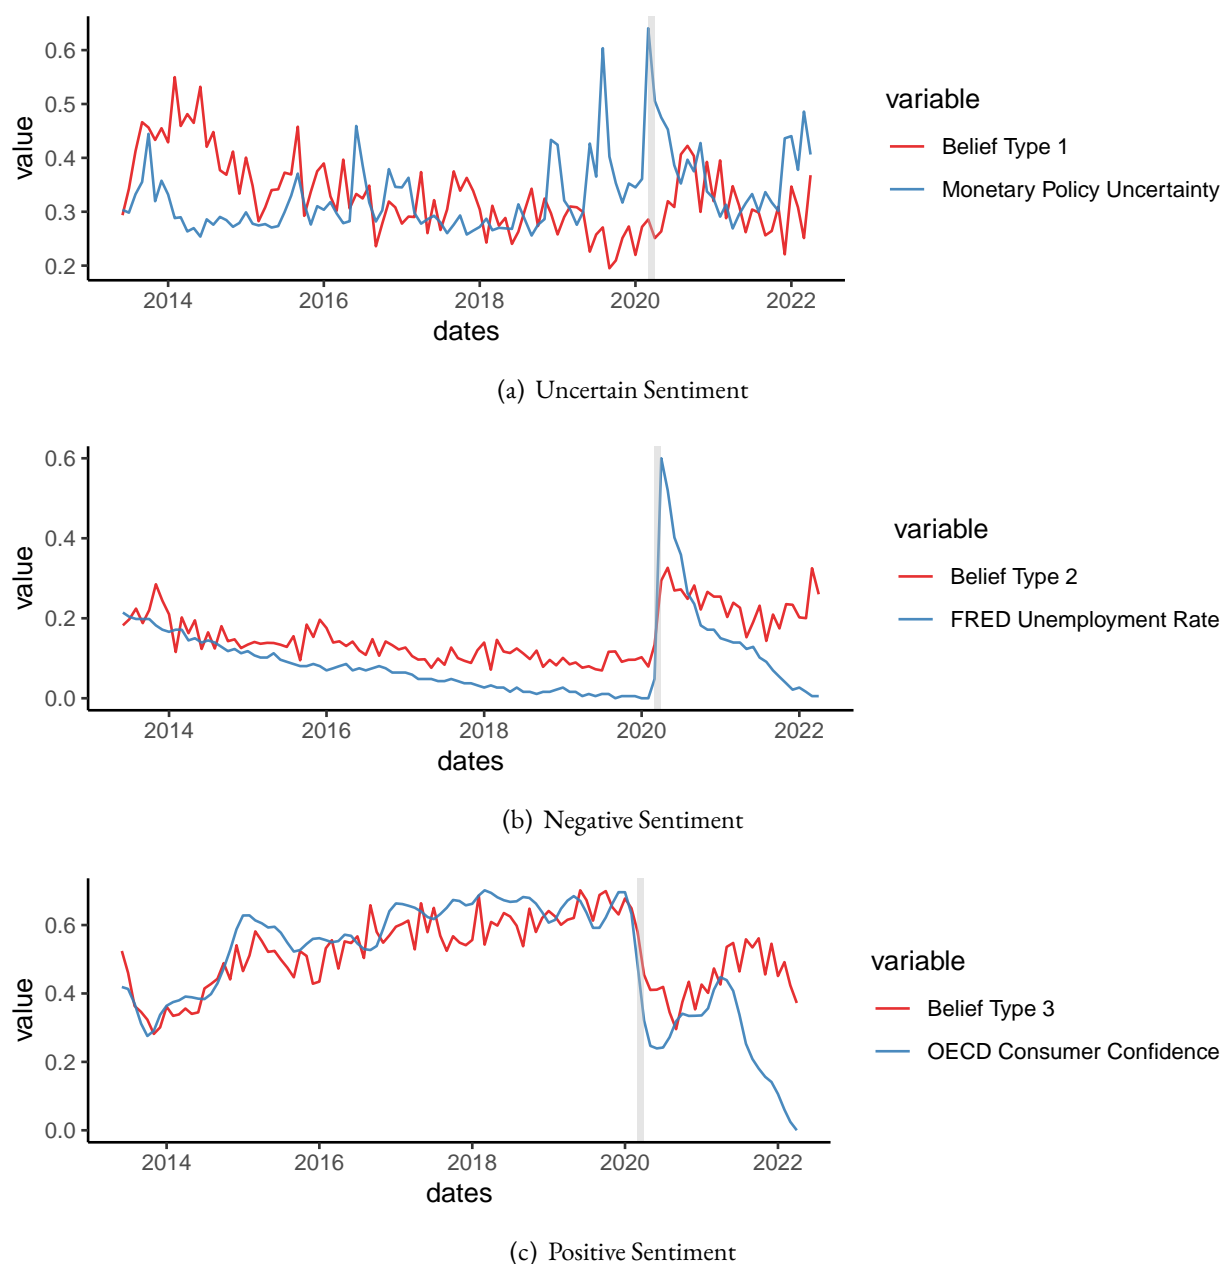 0.6
0.5
0.4
0.3
0.2
value
2014
2016
2018
2020
2022
dates
variable
Belief Type 1
Monetary Policy Uncertainty
(a) Uncertain Sentiment
0.6
0.4
0.2
0.0
value
2014
2016
2018
2020
2022
dates
variable
Belief Type 2
FRED Unemployment Rate
(b) Negative Sentiment
0.6
0.4
0.2
0.0
value
2014
2016
2018
2020
2022
dates
variable
Belief Type 3
OECD Consumer Confidence
(c) Positive Sentiment